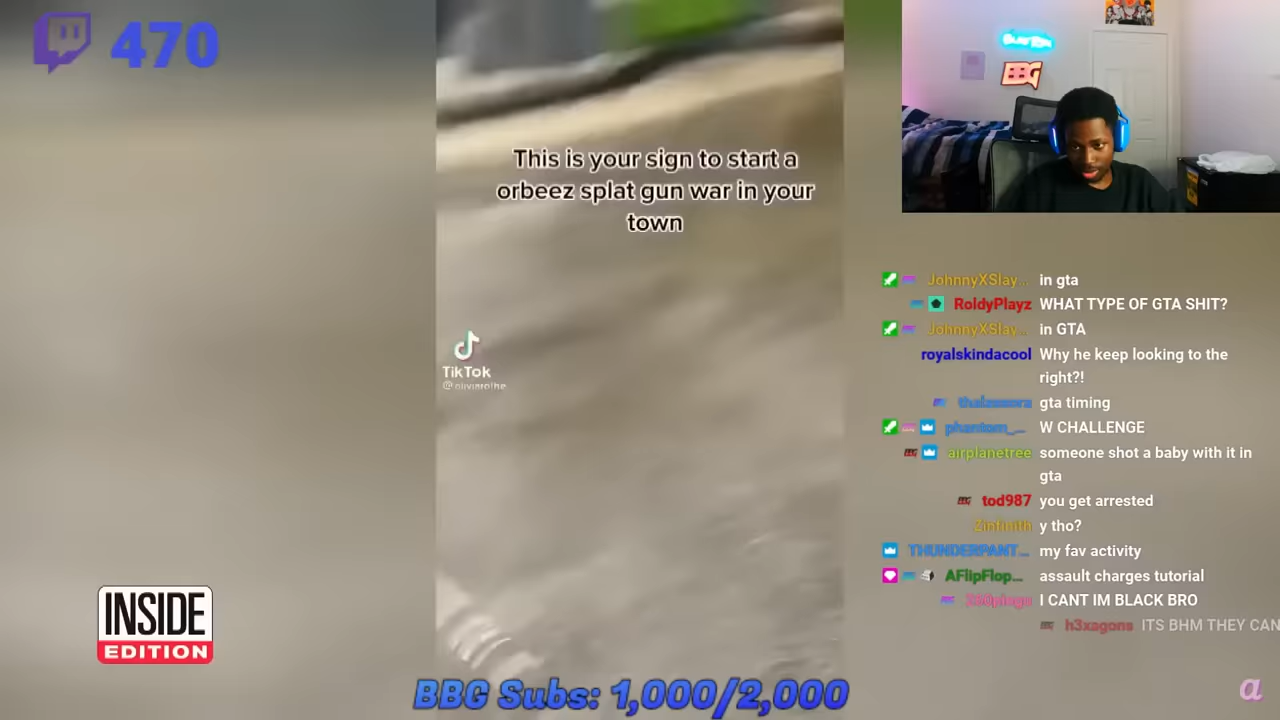 470
This is your sign to start a
orbeez splat gun war in your
town
TikTok
BBG
JohnnyXSlay... in gta
RoldyPlayz WHAT TYPE OF GTA SHIT?
JohnnyXSlay... in GTA
royalskindacool Why he keep looking to the
right?!
thalassora gta timing
phantom_... W CHALLENGE
airplanetree someone shot a baby with it in
gta
tod987 you get arrested
Zinfinith y tho?
THUNDERPANT... my fav activity
AFlipFlop... assault charges tutorial
I CANT IM BLACK BRO
h3xagons ITS BHM THEY CAN
INSIDE
EDITION
BBG Subs: 1,000/2,000
a